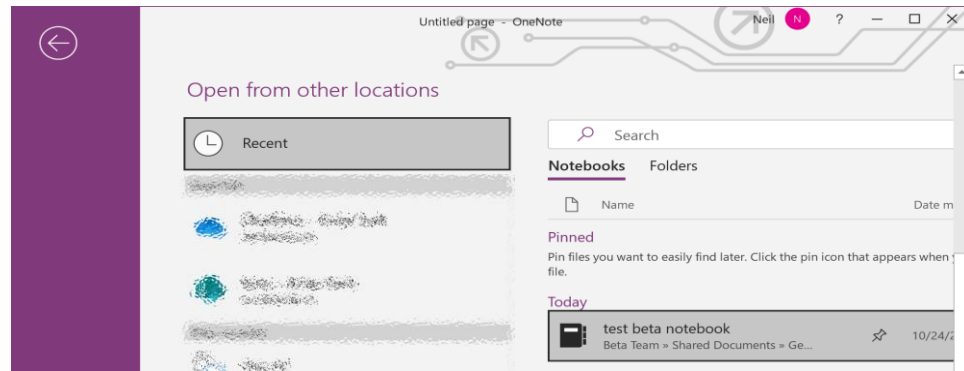 Untitled page - OneNote
Neil
N
?
Open from other locations
Recent
Search
Notebooks Folders
Name
Date m
Pinned
Pin files you want to easily find later. Click the pin icon that appears when
file.
Today
test beta notebook
Beta Team » Shared Documents » Ge...
10/24/2